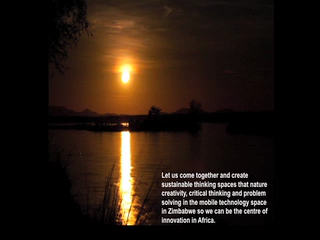 Let us come together and create
sustainable thinking spaces that nature
creativity, critical thinking and problem
solving in the mobile technology space
in Zimbabwe so we can be the centre of
innovation in Africa.